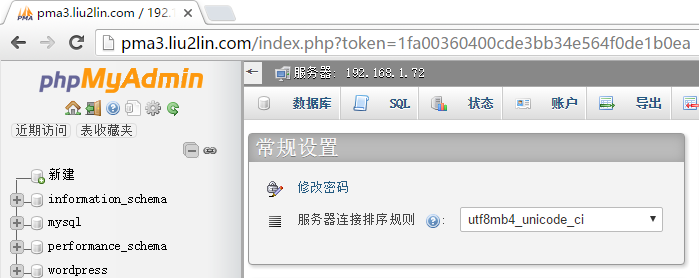 pma3.liu2lin.com / 192.1
pma3.liu2lin.com/index.php?token=1fa00360400cde3bb34e564f0de1b0ea
phpMyAdmin
近期访问 表收藏夹
新建
information_schema
mysql
performance_schema
wordpress
服务器: 192.168.1.72
数据库 SQL 状态 账户 导出
常规设置
修改密码
服务器连接排序规则 : utf8mb4_unicode_ci